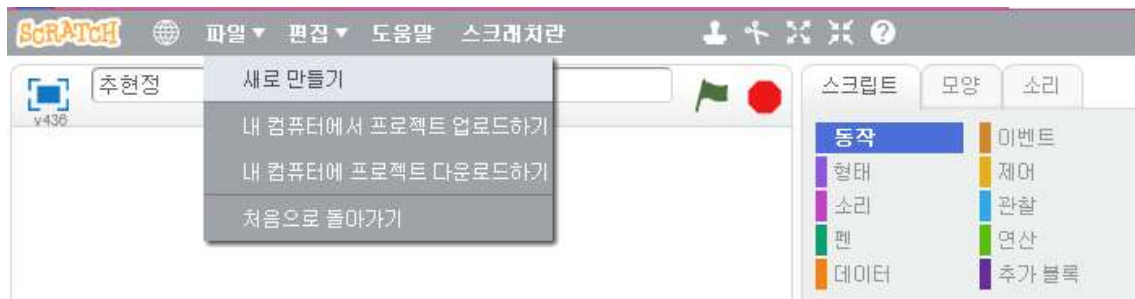 SCRATCH 파일▼ 편집▼ 도움말 스크래치란
추현정
v436
새로 만들기
내 컴퓨터에서 프로젝트 업로드하기
내 컴퓨터에 프로젝트 다운로드하기
처음으로 돌아가기
스크립트 모양 소리
동작 이벤트
형태 제어
소리 관찰
펜 연산
데이터 추가 블록